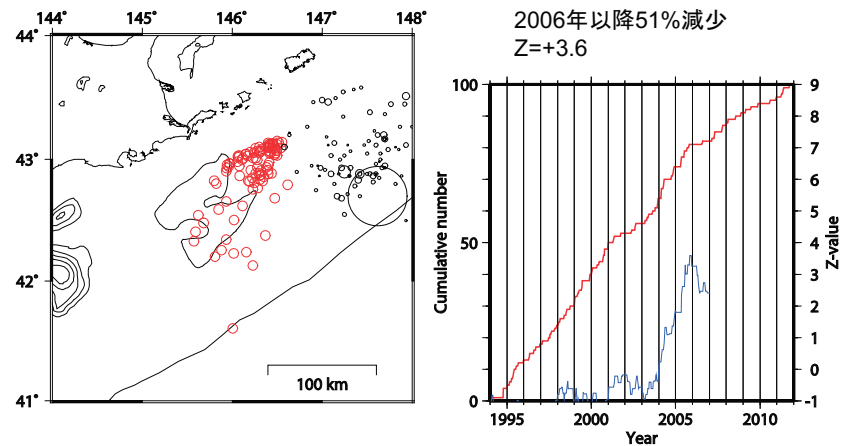 2006年以降51%減少
Z=+3.6
144° 145° 146° 147° 148°
44°
43°
42°
41°
100 km
100
50
0
Cumulative number
9
8
7
6
5
4
3
2
1
0
-1
Z-value
1995 2000 2005 2010
Year